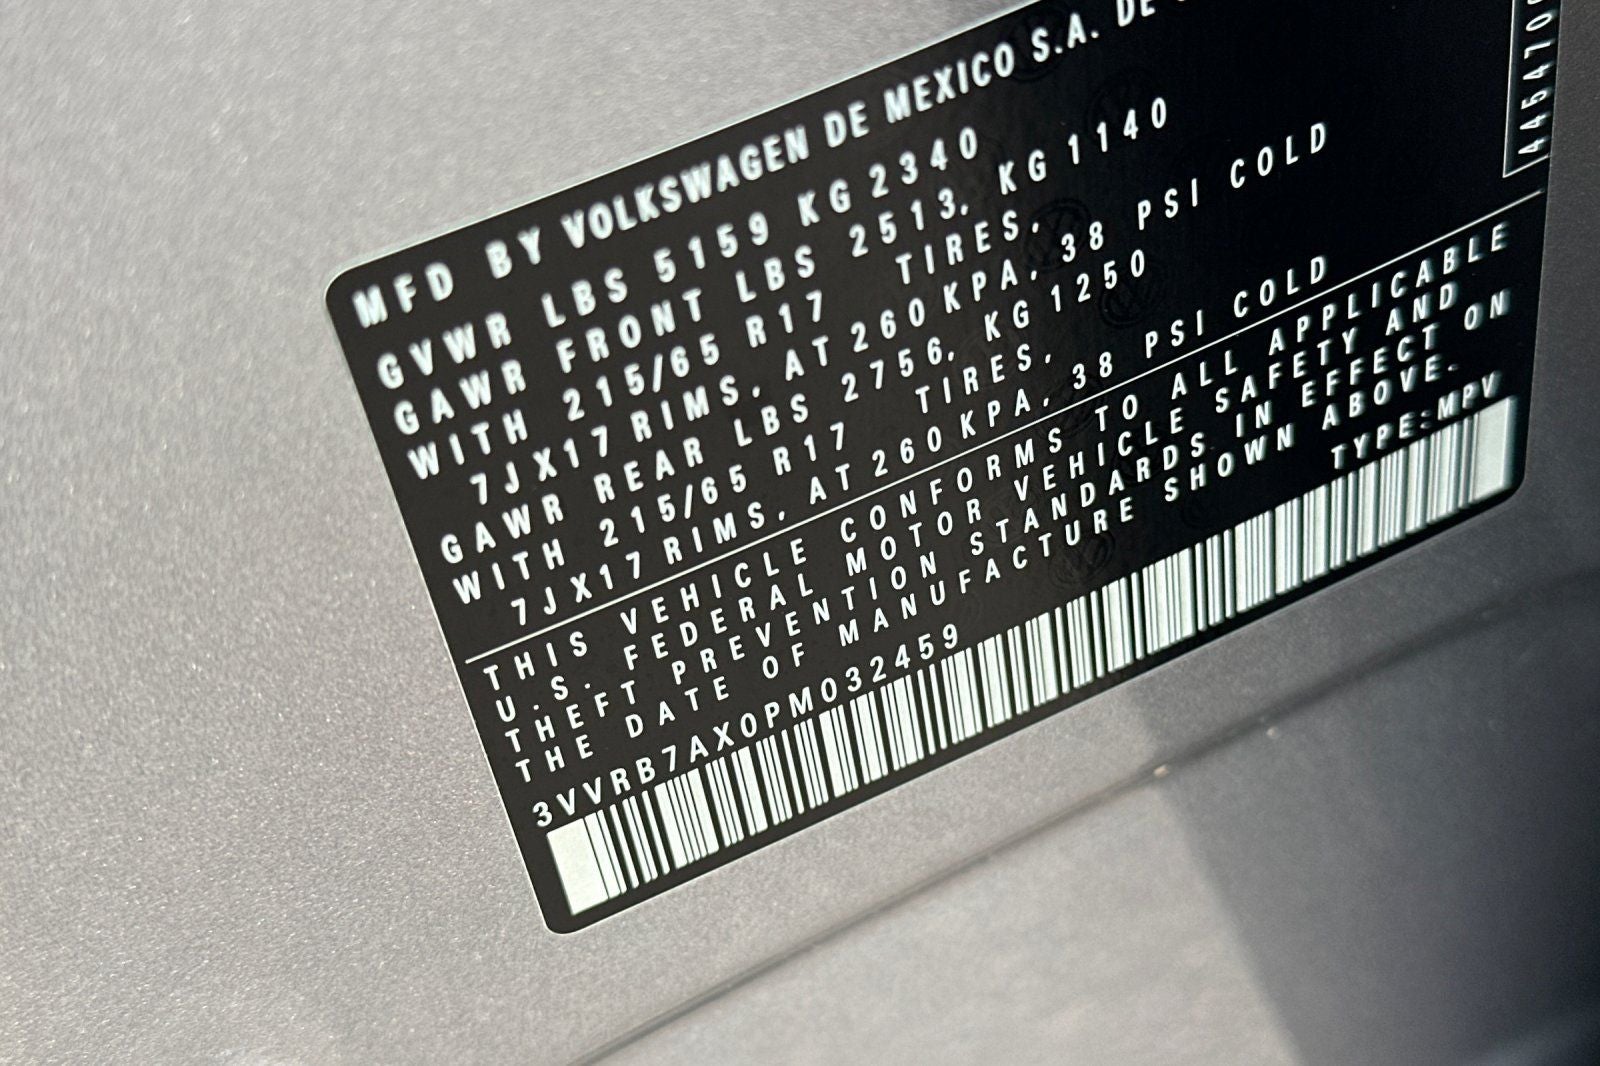 MFD BY VOLKSWAGEN DE MEXICO S.A. DE
GVWR LBS 5159 KG 2340
GAWR FRONT LBS 2513, KG 1140
WITH 215/65 R17 TIRES,
7JX17 RIMS, AT 260 KPA, 38 PSI COLD
GAWR REAR LBS 2756, KG 1250
WITH 215/65 R17 TIRES,
7JX17 RIMS, AT 260 KPA, 38 PSI COLD
THIS VEHICLE CONFORMS TO ALL APPLICABLE
U.S. FEDERAL MOTOR VEHICLE SAFETY AND
THEFT PREVENTION STANDARDS IN EFFECT ON
THE DATE OF MANUFACTURE SHOWN ABOVE.
3VVRB7AX0PM032459 TYPE:MPV